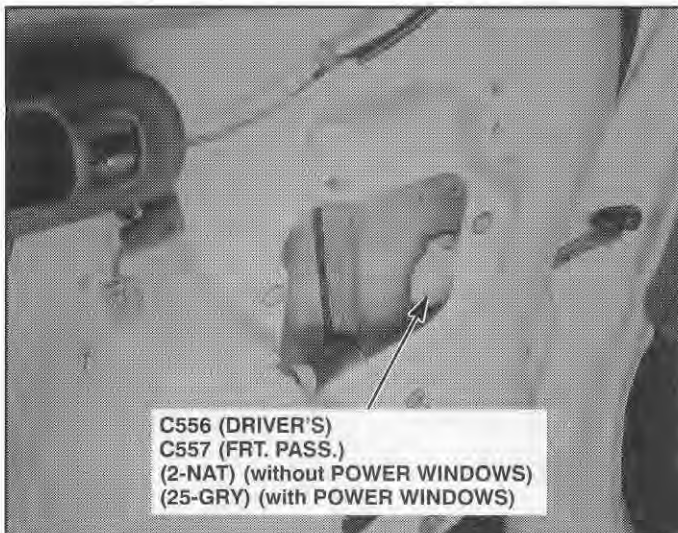 C556 (DRIVER'S)
C557 (FRT. PASS.)
(2-NAT) (without POWER WINDOWS)
(25-GRY) (with POWER WINDOWS)